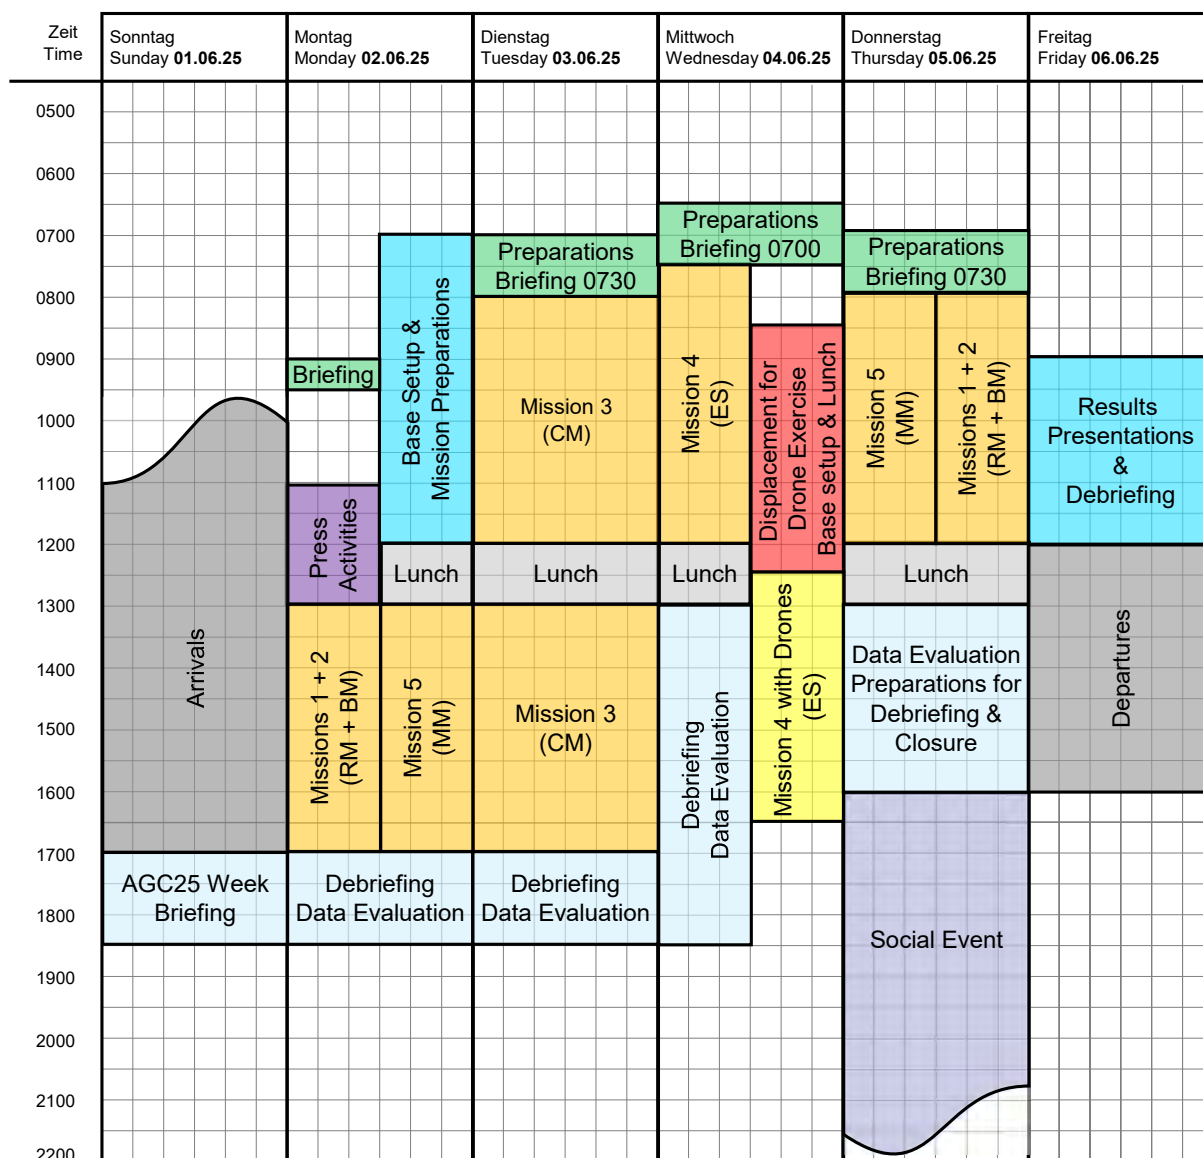 Zeit
Time
Sonntag
Sunday 01.06.25
Montag
Monday 02.06.25
Dienstag
Tuesday 03.06.25
Mittwoch
Wednesday 04.06.25
Donnerstag
Thursday 05.06.25
Freitag
Friday 06.06.25
0500
0600
0700
0800
0900
1000
1100
1200
1300
1400
1500
1600
1700
1800
1900
2000
2100
2200
Arrivals
AGC25 Week
Briefing
Briefing
Press
Activities
Missions 1 + 2
(RM + BM)
Base Setup &
Mission Preparations
Lunch
Mission 5
(MM)
Debriefing
Data Evaluation
Preparations
Briefing 0730
Mission 3
(CM)
Lunch
Mission 3
(CM)
Debriefing
Data Evaluation
Preparations
Briefing 0700
Mission 4
(ES)
Lunch
Debriefing
Data Evaluation
Displacement for
Drone Exercise
Base setup & Lunch
Mission 4 with Drones
(ES)
Preparations
Briefing 0730
Mission 5
(MM)
Missions 1 + 2
(RM + BM)
Lunch
Data Evaluation
Preparations for
Debriefing &
Closure
Social Event
Results
Presentations
&
Debriefing
Departures